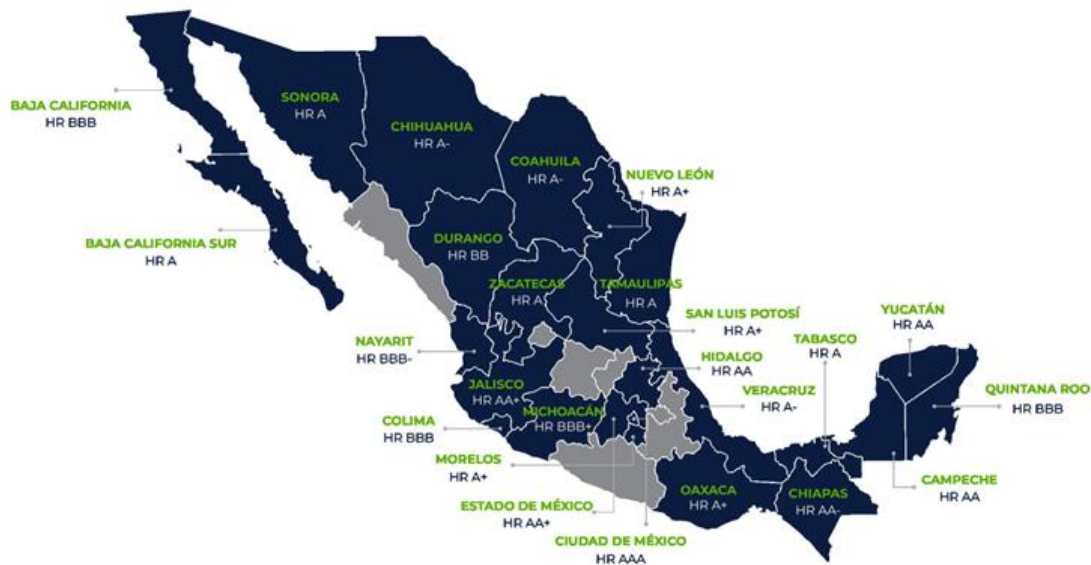 SONORA
HR A
BAJA CALIFORNIA
HR BBB
CHIHUAHUA
HR A-
COAHUILA
HR A-
NUEVO LEÓN
HR A+
BAJA CALIFORNIA SUR
HR A
DURANGO
HR BB
ZACATECAS
HR A-
TAMAULIPAS
HR A
SAN LUIS POTOSÍ
HR A+
YUCATÁN
HR AA
TABASCO
HR A
NAYARIT
HR BBB-
HIDALGO
HR AA
JALISCO
HR AA+
VERACRUZ
HR A-
QUINTANA ROO
HR BBB
MICHOACÁN
HR BBB+
COLIMA
HR BBB
MORELOS
HR A+
CAMPECHE
HR AA
OAXACA
HR A+
CHIAPAS
HR AA-
ESTADO DE MÉXICO
HR AA+
CIUDAD DE MÉXICO
HR AAA